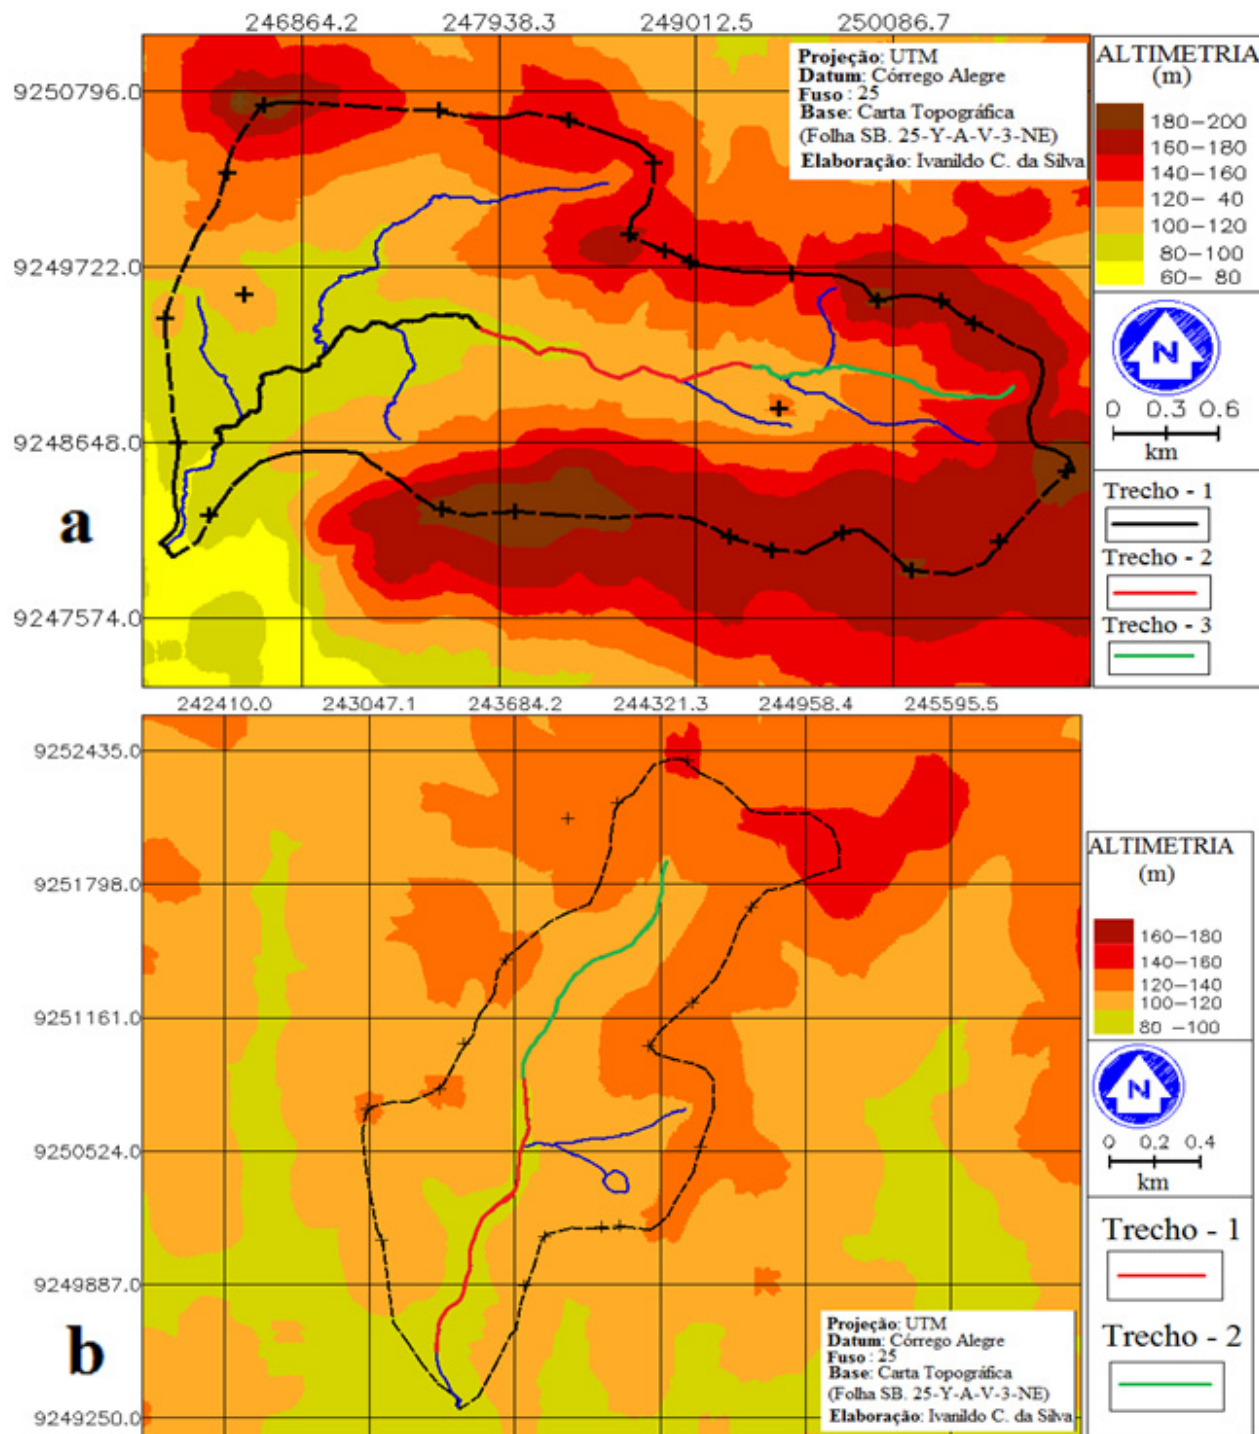 246864.2 247938.3 249012.5 250086.7
9250796.0
9249722.0
9248648.0
9247574.0
Projeção: UTM
Datum: Córrego Alegre
Fuso : 25
Base: Carta Topográfica
(Folha SB. 25-Y-A-V-3-NE)
Elaboração: Ivanildo C. da Silva
ALTIMETRIA
(m)
180-200
160-180
140-160
120- 40
100-120
80-100
60- 80
N
0 0.3 0.6
km
Trecho - 1
Trecho - 2
Trecho - 3
a
242410.0 243047.1 243684.2 244321.3 244958.4 245595.5
9252435.0
9251798.0
9251161.0
9250524.0
9249887.0
9249250.0
ALTIMETRIA
(m)
160-180
140-160
120-140
100-120
80 -100
N
0 0.2 0.4
km
Trecho - 1
Trecho - 2
b
Projeção: UTM
Datum: Córrego Alegre
Fuso : 25
Base: Carta Topográfica
(Folha SB. 25-Y-A-V-3-NE)
Elaboração: Ivanildo C. da Silva